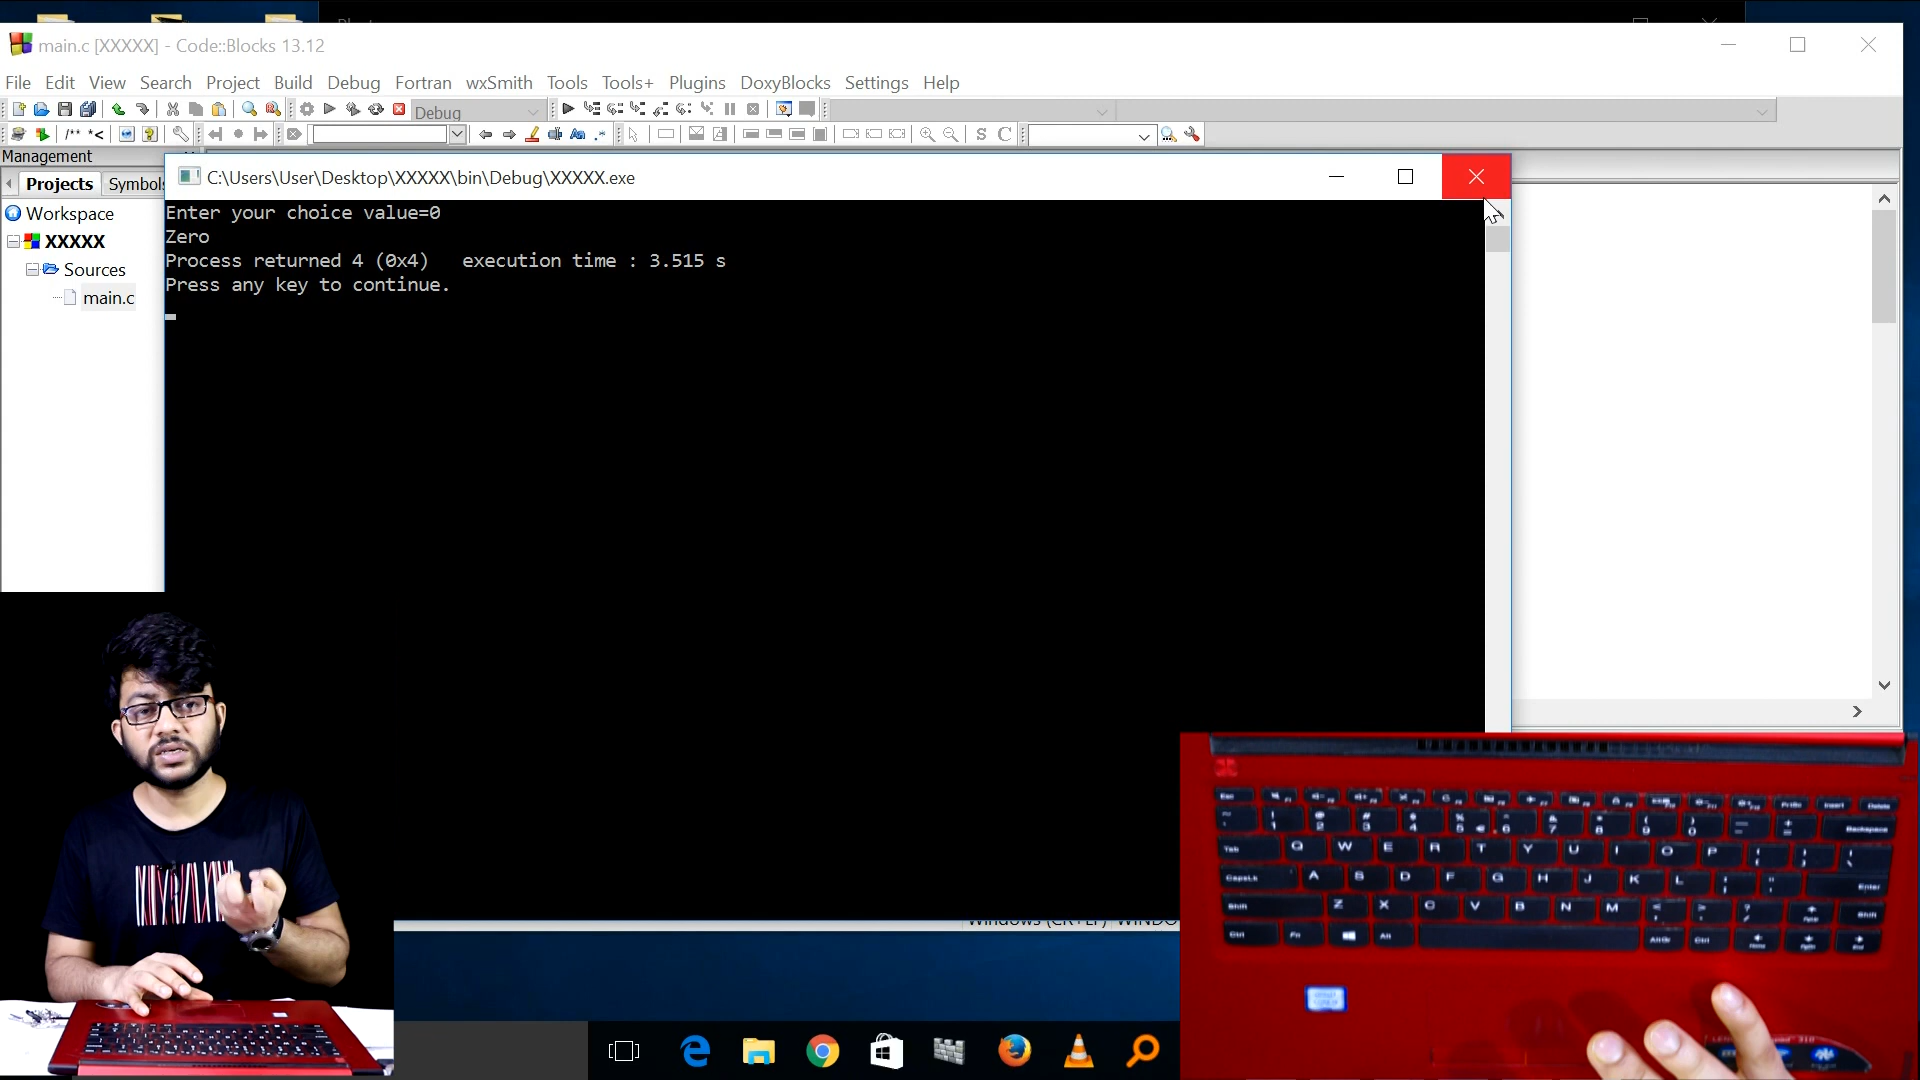 main.c [XXXXX] - Code::Blocks 13.12
File Edit View Search Project Build Debug Fortran wxSmith Tools Tools+ Plugins DoxyBlocks Settings Help
Debug
Management
Projects Symbols
C:\Users\User\Desktop\XXXXX\bin\Debug\XXXXX.exe
Workspace
XXXXX
Sources
main.c
Enter your choice value=0
Zero
Process returned 4 (0x4)   execution time : 3.515 s
Press any key to continue.
Q W E R T Y U I O P
A S D F G H J K L
Z X C V B N M